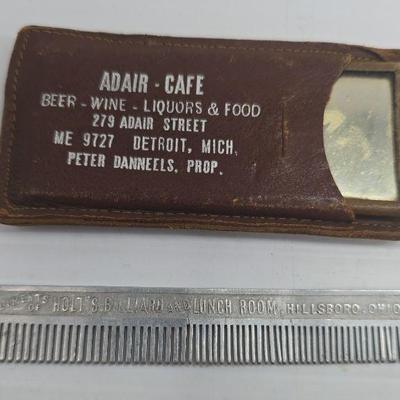 ADAIR - CAFE
BEER - WINE - LIQUORS & FOOD
279 ADAIR STREET
ME 9727 DETROIT, MICH.
PETER DANNEELS, PROP.
OF HOLT'S BILLIARD AND LUNCH ROOM, HILLSBORO, OHIO